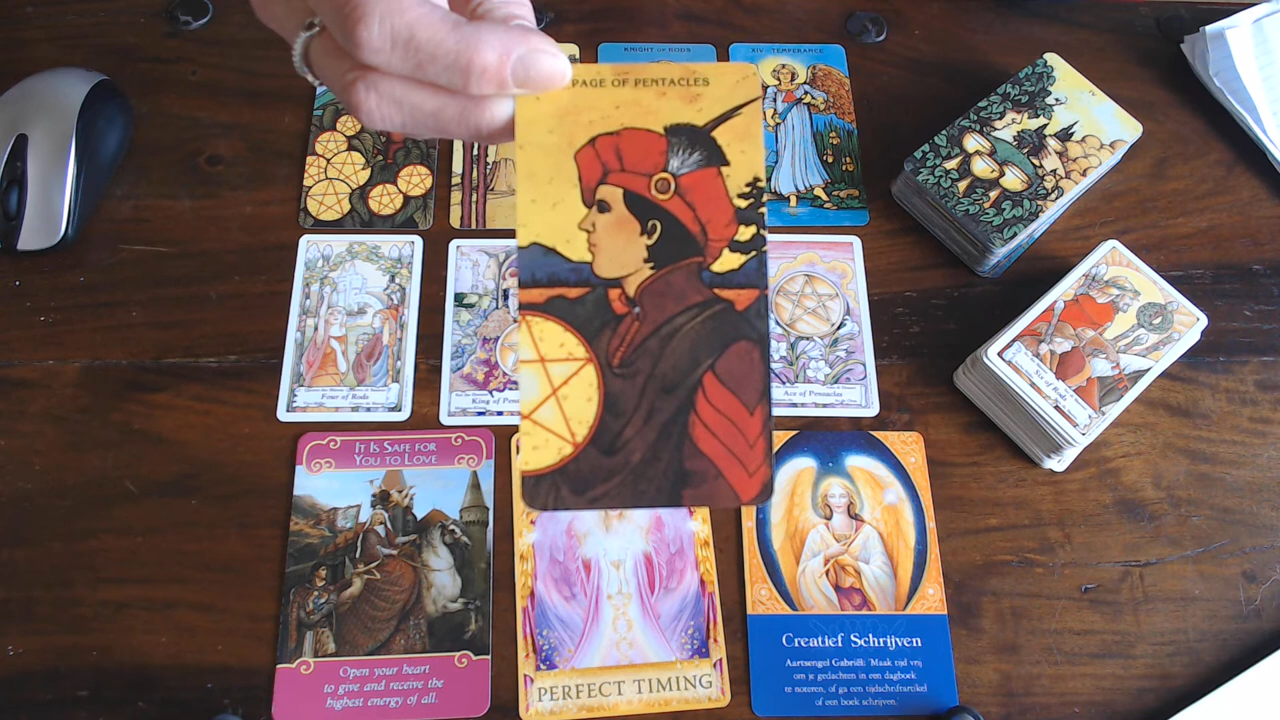 KNIGHT OF RODS
XIV TEMPERANCE
PAGE OF PENTACLES
IV
Four of Rods
King of
Ace of Pentacles
Six of Rods
IT IS SAFE FOR
YOU TO LOVE
Open your heart
to give and receive the
highest energy of all.
PERFECT TIMING
Creatief Schrijven
Aartsengel Gabriël: 'Maak tijd vrij
om je gedachten in een dagboek
te noteren, of ga een tijdschriftartikel
of een boek schrijven.'